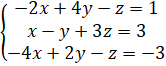 −2x + 4y − z = 1
x − y + 3z = 3
−4x + 2y − z = −3